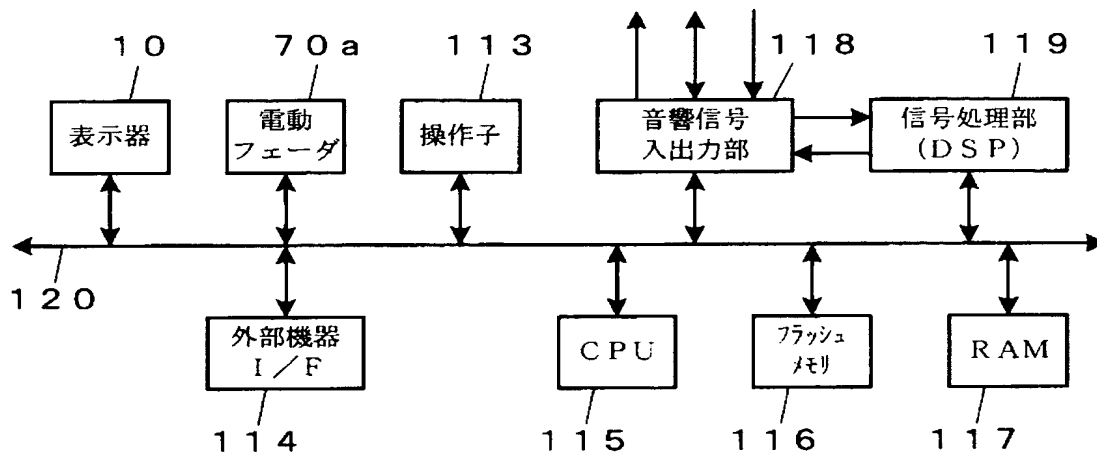 10
70a
113
118
119
表示器
電動
フェーダ
操作子
音響信号
入出力部
信号処理部
(DSP)
120
外部機器
I/F
CPU
フラッシュ
メモリ
RAM
114
115
116
117